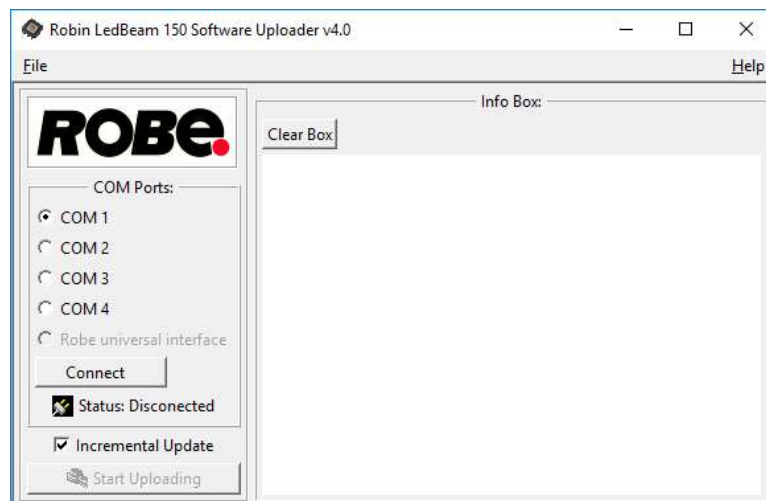 Robin LedBeam 150 Software Uploader v4.0
File
Help
ROBE
COM Ports:
COM 1
COM 2
COM 3
COM 4
Robe universal interface
Connect
Status: Disconected
Incremental Update
Start Uploading
Info Box:
Clear Box